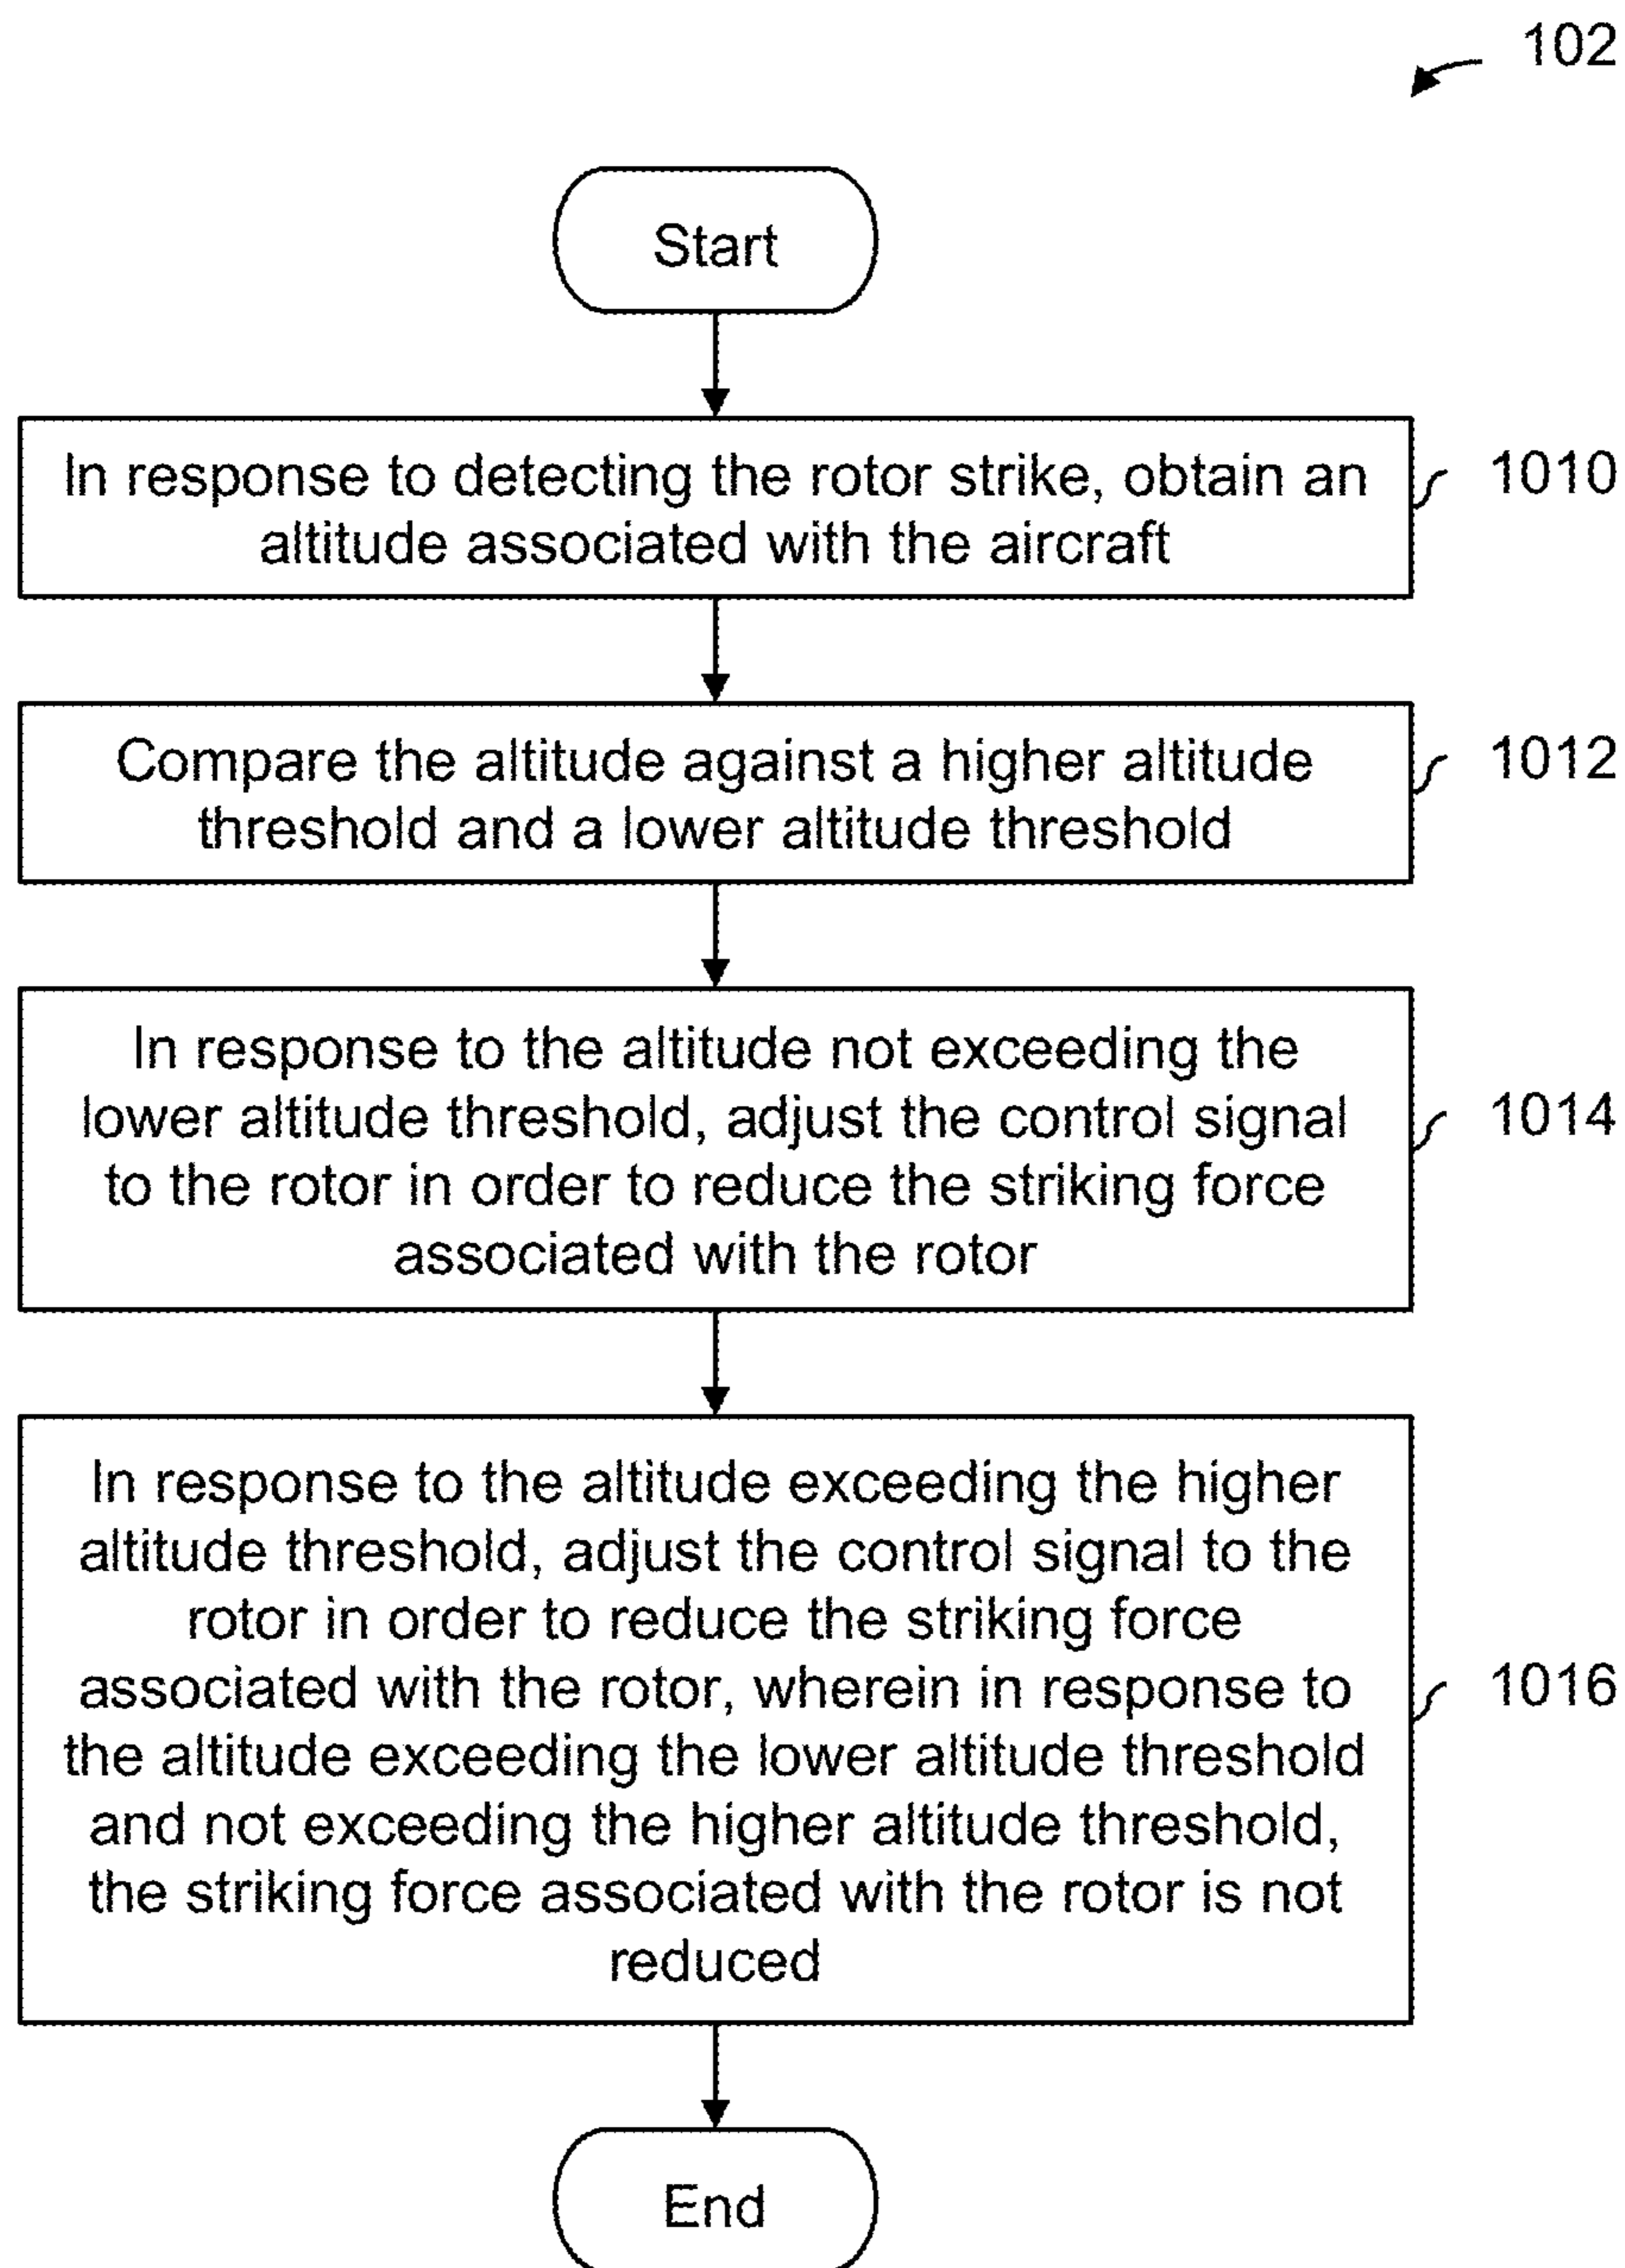 102
Start
In response to detecting the rotor strike, obtain an
altitude associated with the aircraft
1010
Compare the altitude against a higher altitude
threshold and a lower altitude threshold
1012
In response to the altitude not exceeding the
lower altitude threshold, adjust the control signal
to the rotor in order to reduce the striking force
associated with the rotor
1014
In response to the altitude exceeding the higher
altitude threshold, adjust the control signal to the
rotor in order to reduce the striking force
associated with the rotor, wherein in response to
the altitude exceeding the lower altitude threshold
and not exceeding the higher altitude threshold,
the striking force associated with the rotor is not
reduced
1016
End